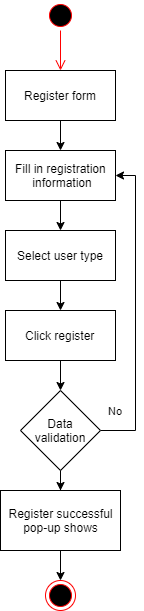 Register form
Fill in registration
information
Select user type
Click register
Data
validation
No
Register successful
pop-up shows